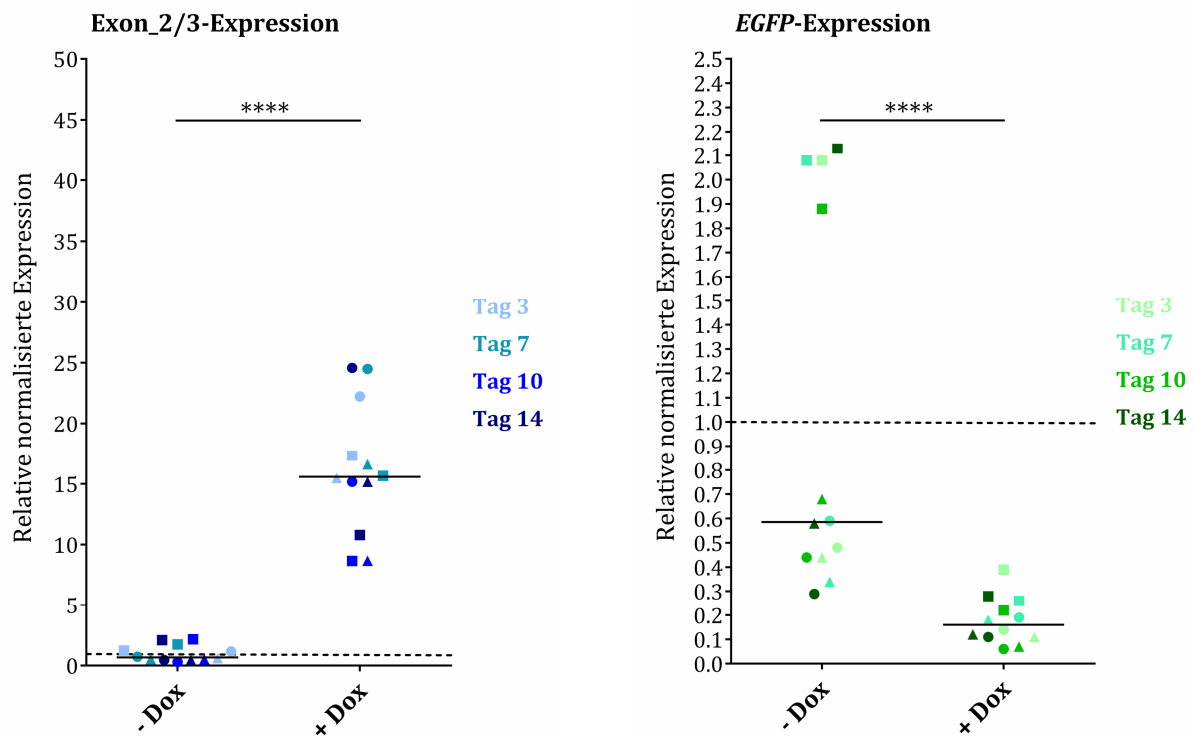 Exon_2/3-Expression
Relative normalisierte Expression
50
45
40
35
30
25
20
15
10
5
0
****
- Dox
+ Dox
Tag 3
Tag 7
Tag 10
Tag 14
EGFP-Expression
Relative normalisierte Expression
2.5
2.4
2.3
2.2
2.1
2.0
1.9
1.8
1.7
1.6
1.5
1.4
1.3
1.2
1.1
1.0
0.9
0.8
0.7
0.6
0.5
0.4
0.3
0.2
0.1
0.0
****
- Dox
+ Dox
Tag 3
Tag 7
Tag 10
Tag 14